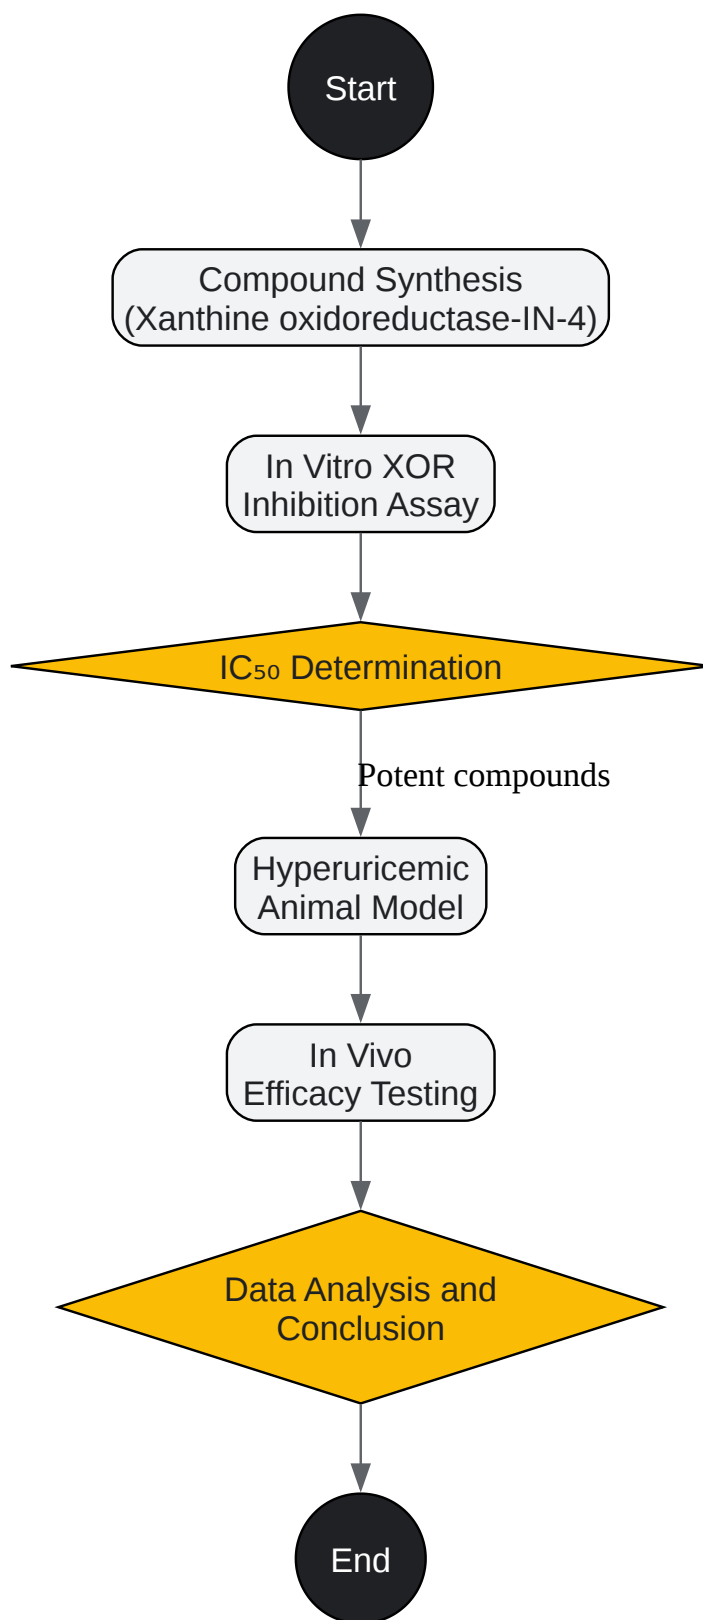 Start
Compound Synthesis
(Xanthine oxidoreductase-IN-4)
In Vitro XOR
Inhibition Assay
IC₅₀ Determination
Potent compounds
Hyperuricemic
Animal Model
In Vivo
Efficacy Testing
Data Analysis and
Conclusion
End